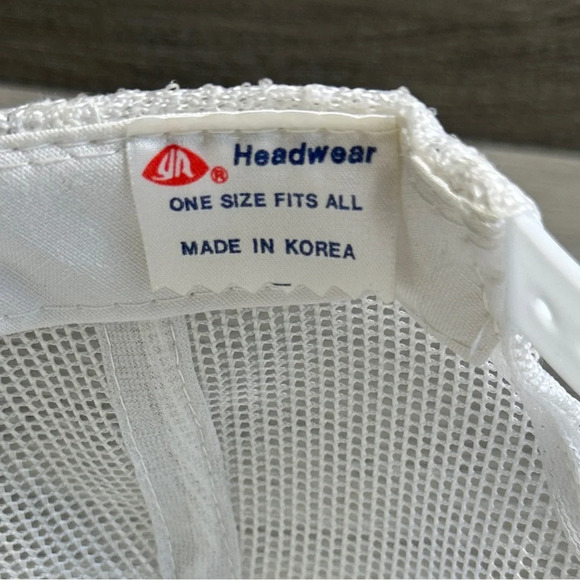 YA ® Headwear
ONE SIZE FITS ALL
MADE IN KOREA